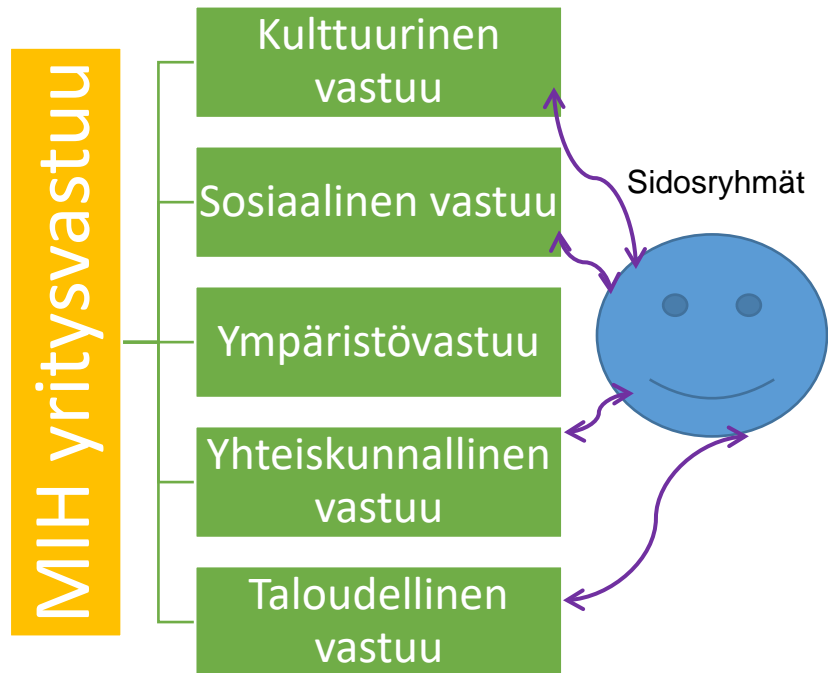 MIH yritysvastuu
Kulttuurinen
vastuu
Sosiaalinen vastuu
Ympäristövastuu
Yhteiskunnallinen
vastuu
Taloudellinen
vastuu
Sidosryhmät